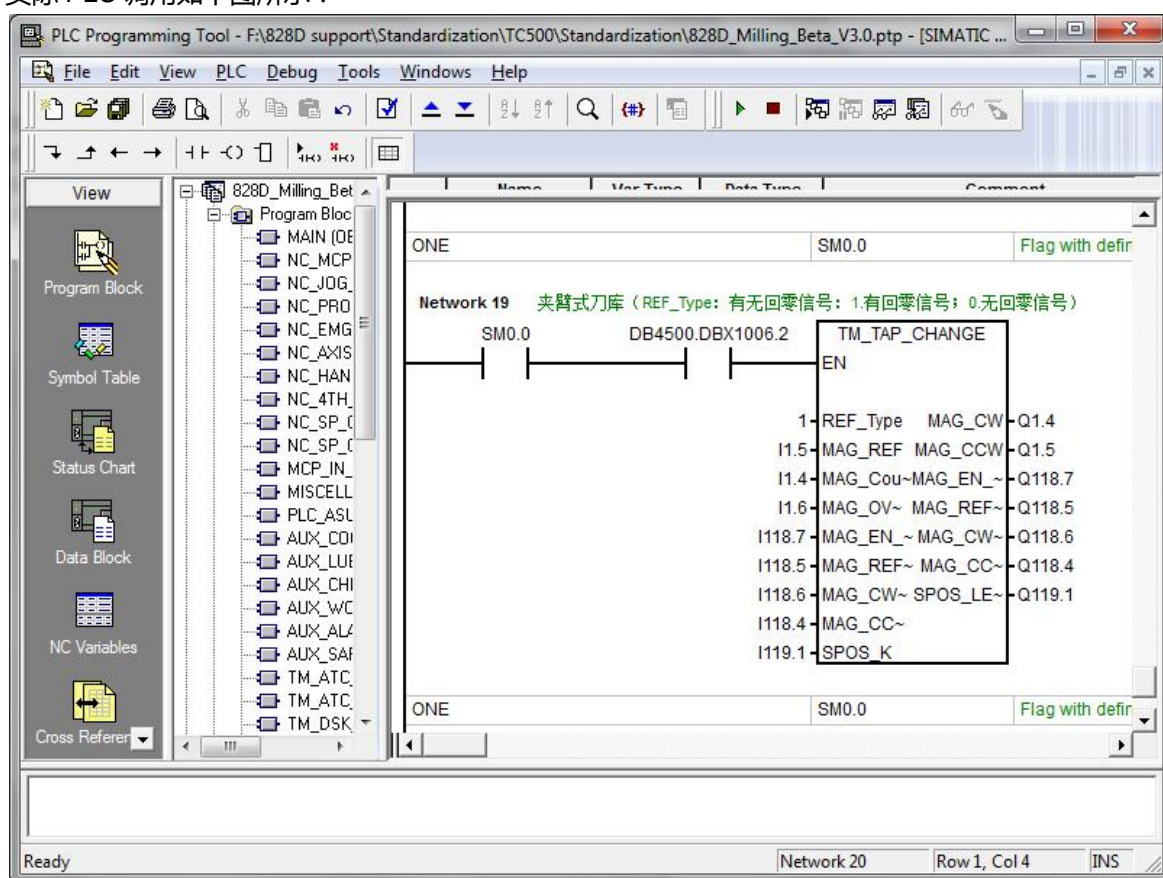 PLC Programming Tool - F:\828D support\Standardization\TC500\Standardization\828D_Milling_Beta_V3.0.ptp - [SIMATIC ...
File Edit View PLC Debug Tools Windows Help
View
Program Block
Symbol Table
Status Chart
Data Block
NC Variables
Cross Referer
828D_Milling_Bet
Program Bloc
MAIN (OE
NC_MCP
NC_JOG_
NC_PRO
NC_EMG
NC_AXIS
NC_HAN
NC_4TH_
NC_SP_(
NC_SP_(
MCP_IN_
MISCELL
PLC_ASU
AUX_COI
AUX_LUE
AUX_CHI
AUX_WC
AUX_ALA
AUX_SAF
TM_ATC_
TM_ATC_
TM_DSK_
Name Var Type Data Type Comment
ONE SM0.0 Flag with defin
Network 19 夹臂式刀库（REF_Type：有无回零信号：1.有回零信号；0.无回零信号）
SM0.0 DB4500.DBX1006.2 TM_TAP_CHANGE
EN
1 REF_Type MAG_CW Q1.4
I1.5 MAG_REF MAG_CCW Q1.5
I1.4 MAG_Cou~ MAG_EN_~ Q118.7
I1.6 MAG_OV~ MAG_REF~ Q118.5
I118.7 MAG_EN_~ MAG_CW~ Q118.6
I118.5 MAG_REF~ MAG_CC~ Q118.4
I118.6 MAG_CW~ SPOS_LE~ Q119.1
I118.4 MAG_CC~
I119.1 SPOS_K
ONE SM0.0 Flag with defin
Ready Network 20 Row 1, Col 4 INS